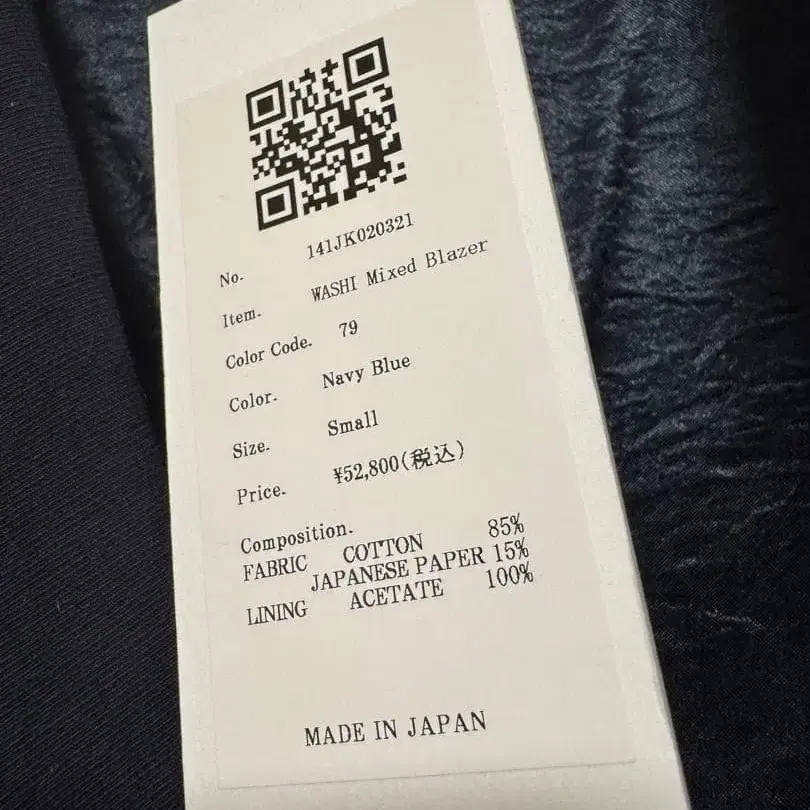 No. 141JK020321
Item. WASHI Mixed Blazer
Color Code. 79
Color. Navy Blue
Size. Small
Price. ¥52,800(税込)
Composition.
FABRIC COTTON 85%
JAPANESE PAPER 15%
LINING ACETATE 100%
MADE IN JAPAN